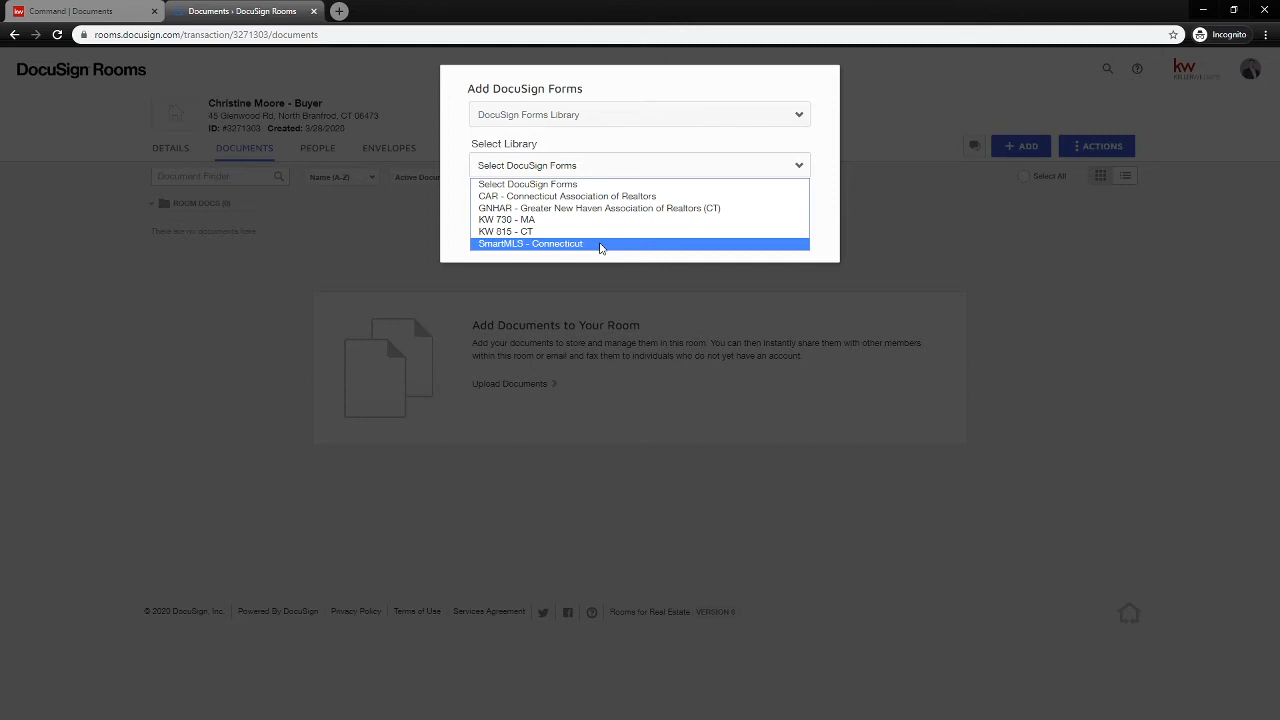 Command | Documents
Documents › DocuSign Rooms
rooms.docusign.com/transaction/3271303/documents
Incognito
DocuSign Rooms
kw
Christine Moore - Buyer
45 Glenwood Rd, North Branfrod, CT 06473
ID: #3271303 Created: 3/28/2020
DETAILS
DOCUMENTS
PEOPLE
ENVELOPES
ADD
ACTIONS
Document Finder
Name (A-Z)
Active Docum
Select All
ROOM DOCS (0)
There are no documents here.
Add DocuSign Forms
DocuSign Forms Library
Select Library
Select DocuSign Forms
Select DocuSign Forms
CAR - Connecticut Association of Realtors
GNHAR - Greater New Haven Association of Realtors (CT)
KW 730 - MA
KW 815 - CT
SmartMLS - Connecticut
Add Documents to Your Room
Add your documents to store and manage them in this room. You can then instantly share them with other members
within this room or email and fax them to individuals who do not yet have an account.
Upload Documents
© 2020 DocuSign, Inc.
Powered By DocuSign
Privacy Policy
Terms of Use
Services Agreement
Rooms for Real Estate
VERSION 6